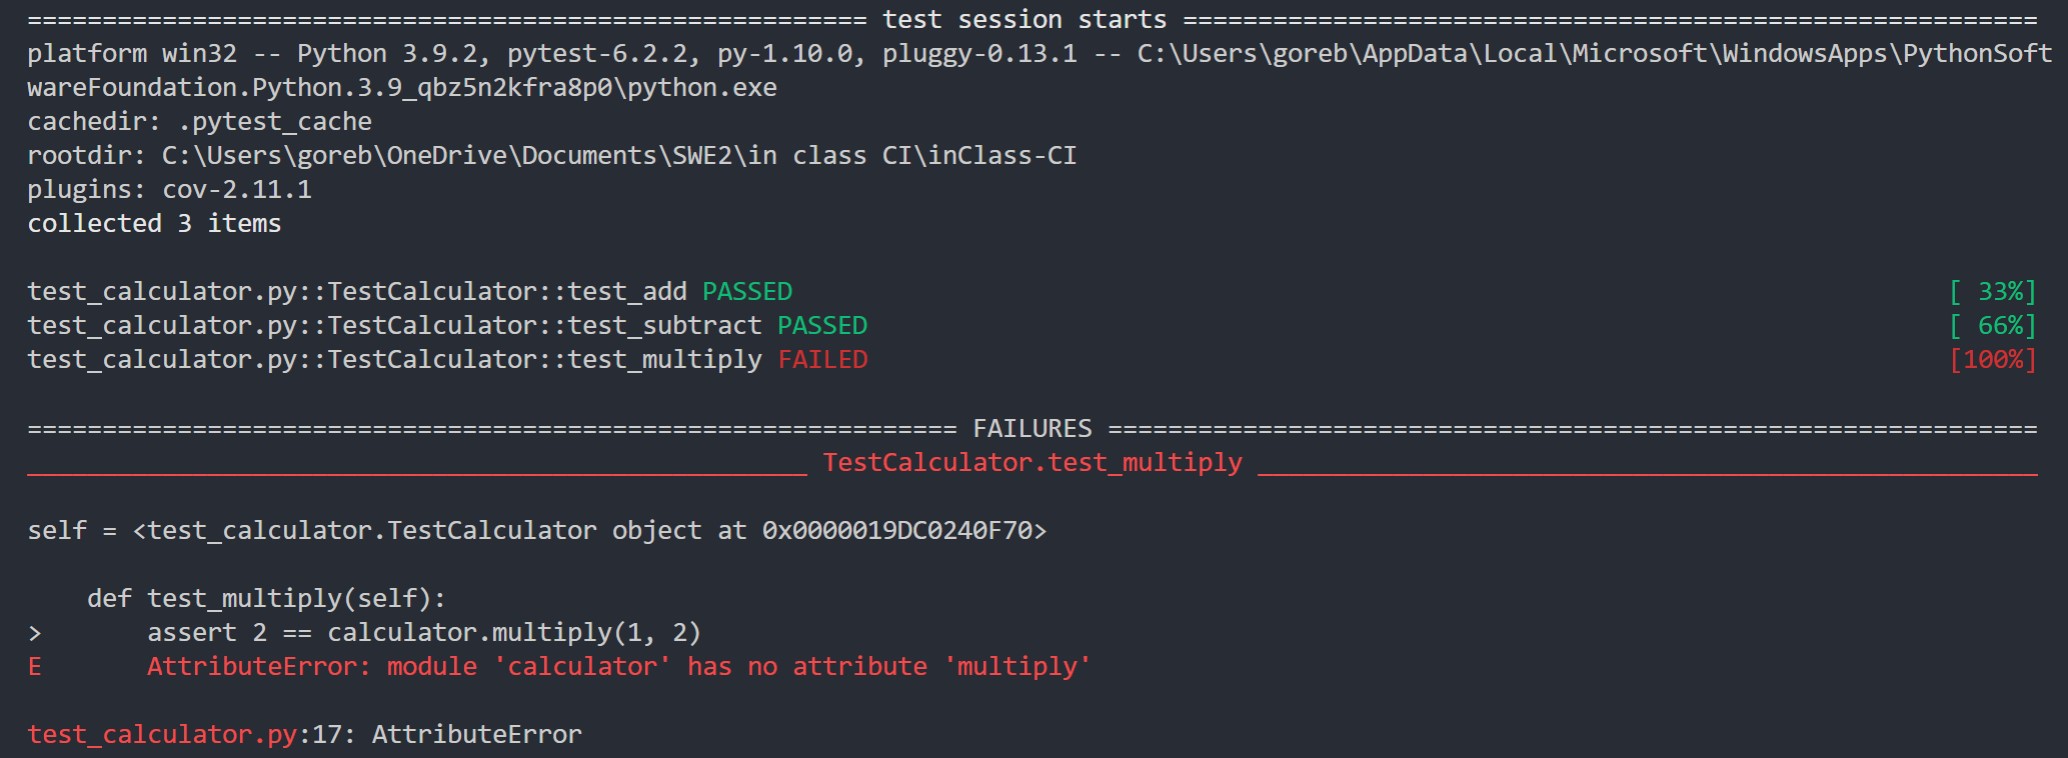 ======================================================== test session starts =========================================================
platform win32 -- Python 3.9.2, pytest-6.2.2, py-1.10.0, pluggy-0.13.1 -- C:\Users\goreb\AppData\Local\Microsoft\WindowsApps\PythonSoft
wareFoundation.Python.3.9_qbz5n2kfra8p0\python.exe
cachedir: .pytest_cache
rootdir: C:\Users\goreb\OneDrive\Documents\SWE2\in class CI\inClass-CI
plugins: cov-2.11.1
collected 3 items

test_calculator.py::TestCalculator::test_add PASSED [ 33%]
test_calculator.py::TestCalculator::test_subtract PASSED [ 66%]
test_calculator.py::TestCalculator::test_multiply FAILED [100%]

============================================================== FAILURES ==============================================================
____________________________________________________ TestCalculator.test_multiply ____________________________________________________

self = <test_calculator.TestCalculator object at 0x0000019DC0240F70>

    def test_multiply(self):
>       assert 2 == calculator.multiply(1, 2)
E       AttributeError: module 'calculator' has no attribute 'multiply'

test_calculator.py:17: AttributeError